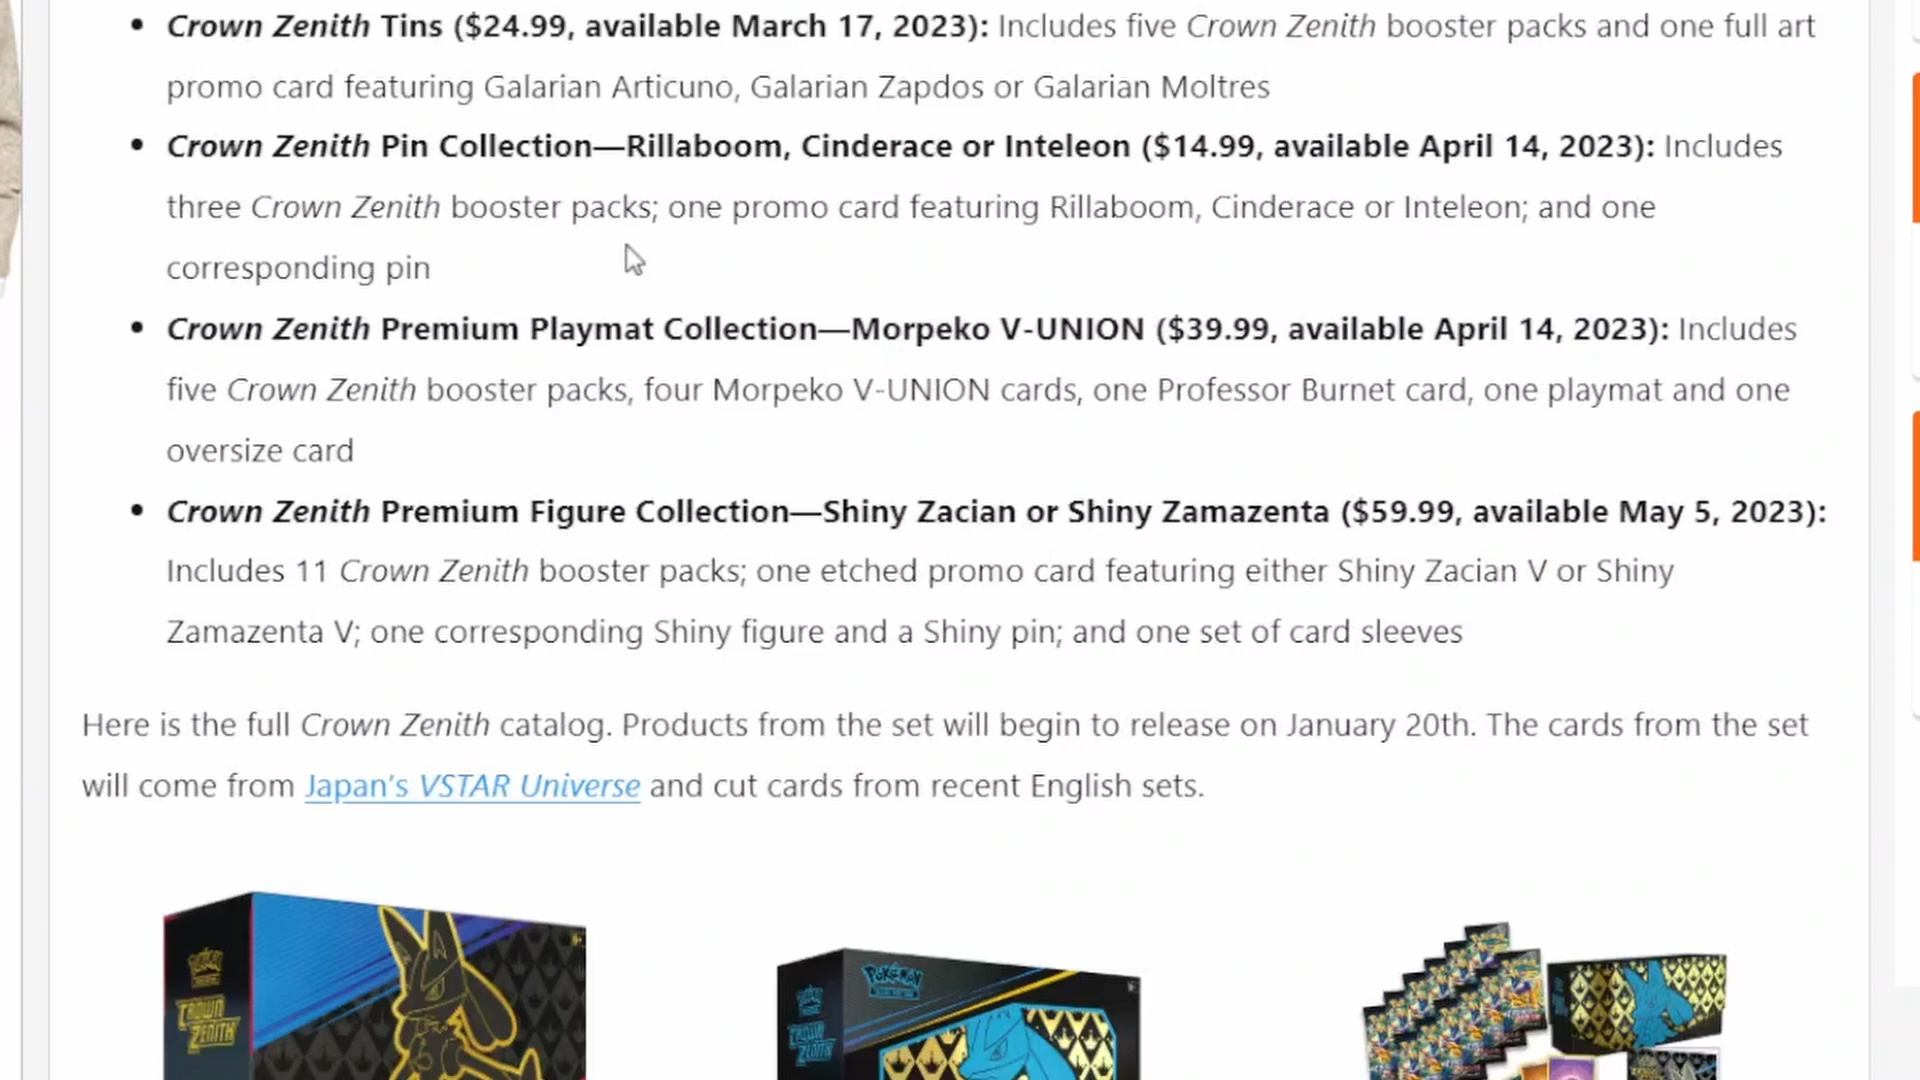 Crown Zenith Tins ($24.99, available March 17, 2023): Includes five Crown Zenith booster packs and one full art
promo card featuring Galarian Articuno, Galarian Zapdos or Galarian Moltres
Crown Zenith Pin Collection—Rillaboom, Cinderace or Inteleon ($14.99, available April 14, 2023): Includes
three Crown Zenith booster packs; one promo card featuring Rillaboom, Cinderace or Inteleon; and one
corresponding pin
Crown Zenith Premium Playmat Collection—Morpeko V-UNION ($39.99, available April 14, 2023): Includes
five Crown Zenith booster packs, four Morpeko V-UNION cards, one Professor Burnet card, one playmat and one
oversize card
Crown Zenith Premium Figure Collection—Shiny Zacian or Shiny Zamazenta ($59.99, available May 5, 2023):
Includes 11 Crown Zenith booster packs; one etched promo card featuring either Shiny Zacian V or Shiny
Zamazenta V; one corresponding Shiny figure and a Shiny pin; and one set of card sleeves
Here is the full Crown Zenith catalog. Products from the set will begin to release on January 20th. The cards from the set
will come from Japan's VSTAR Universe and cut cards from recent English sets.
POKÉMON
CROWN
ZENITH
POKÉMON
CROWN
ZENITH